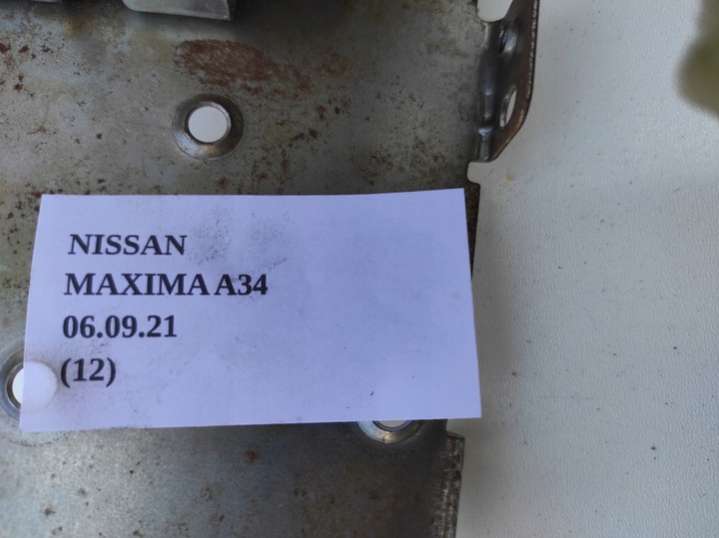 NISSAN
MAXIMA A34
06.09.21
(12)